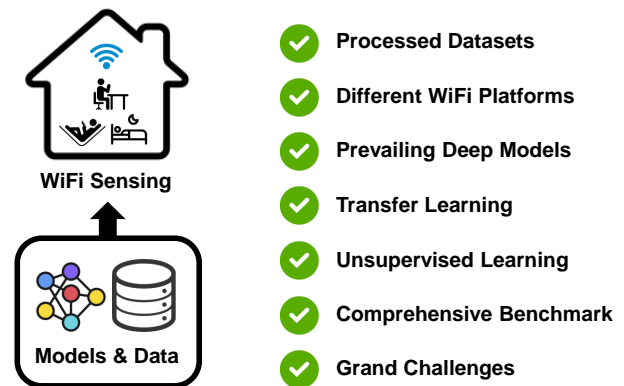 WiFi Sensing
Models & Data
Processed Datasets
Different WiFi Platforms
Prevailing Deep Models
Transfer Learning
Unsupervised Learning
Comprehensive Benchmark
Grand Challenges